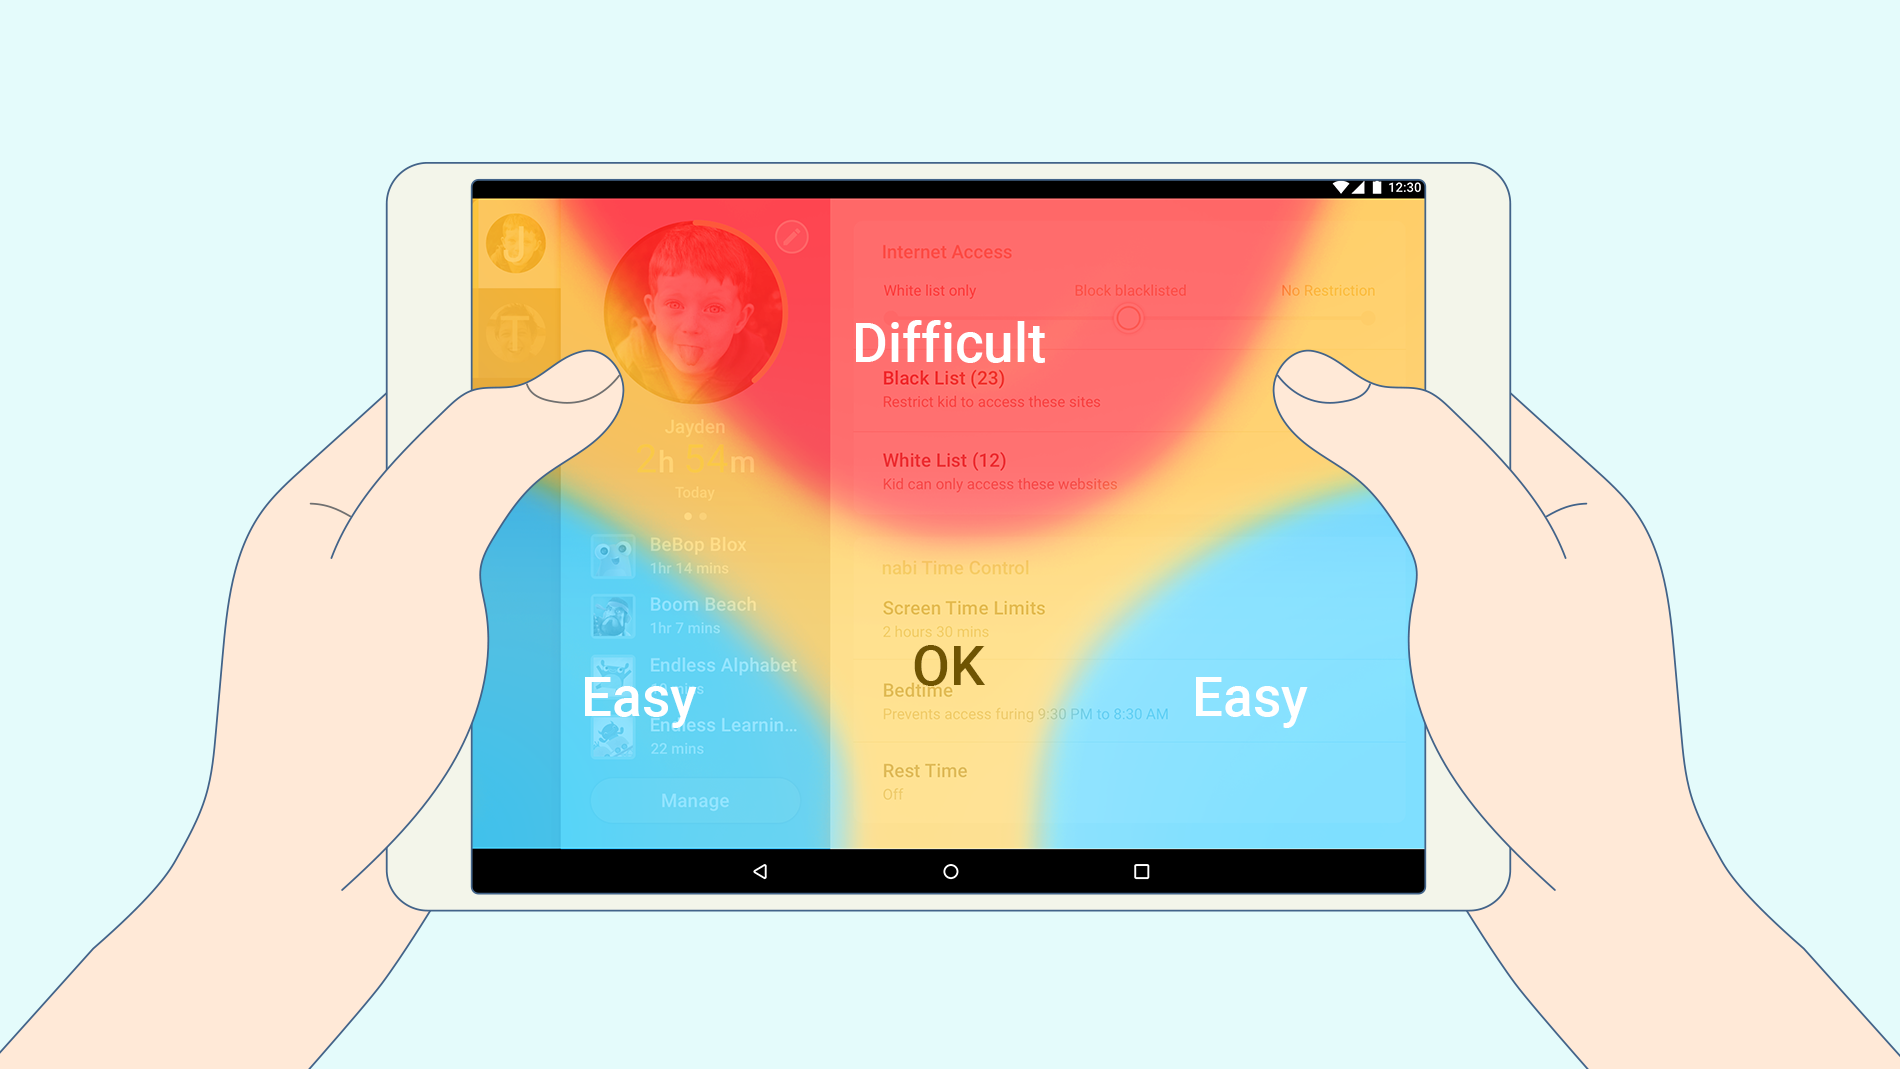 12:30
J
T
Jayden
2h 54m
Today
BeBop Blox
1hr 14 mins
Boom Beach
1hr 7 mins
Endless Alphabet
mins
Easy
Endless Learnin...
22 mins
Manage
Internet Access
White list only
Block blacklisted
No Restriction
Difficult
Black List (23)
Restrict kid to access these sites
White List (12)
Kid can only access these websites
nabi Time Control
Screen Time Limits
2 hours 30 mins
OK
Bedtime
Prevents access furing 9:30 PM to 8:30 AM
Easy
Rest Time
Off